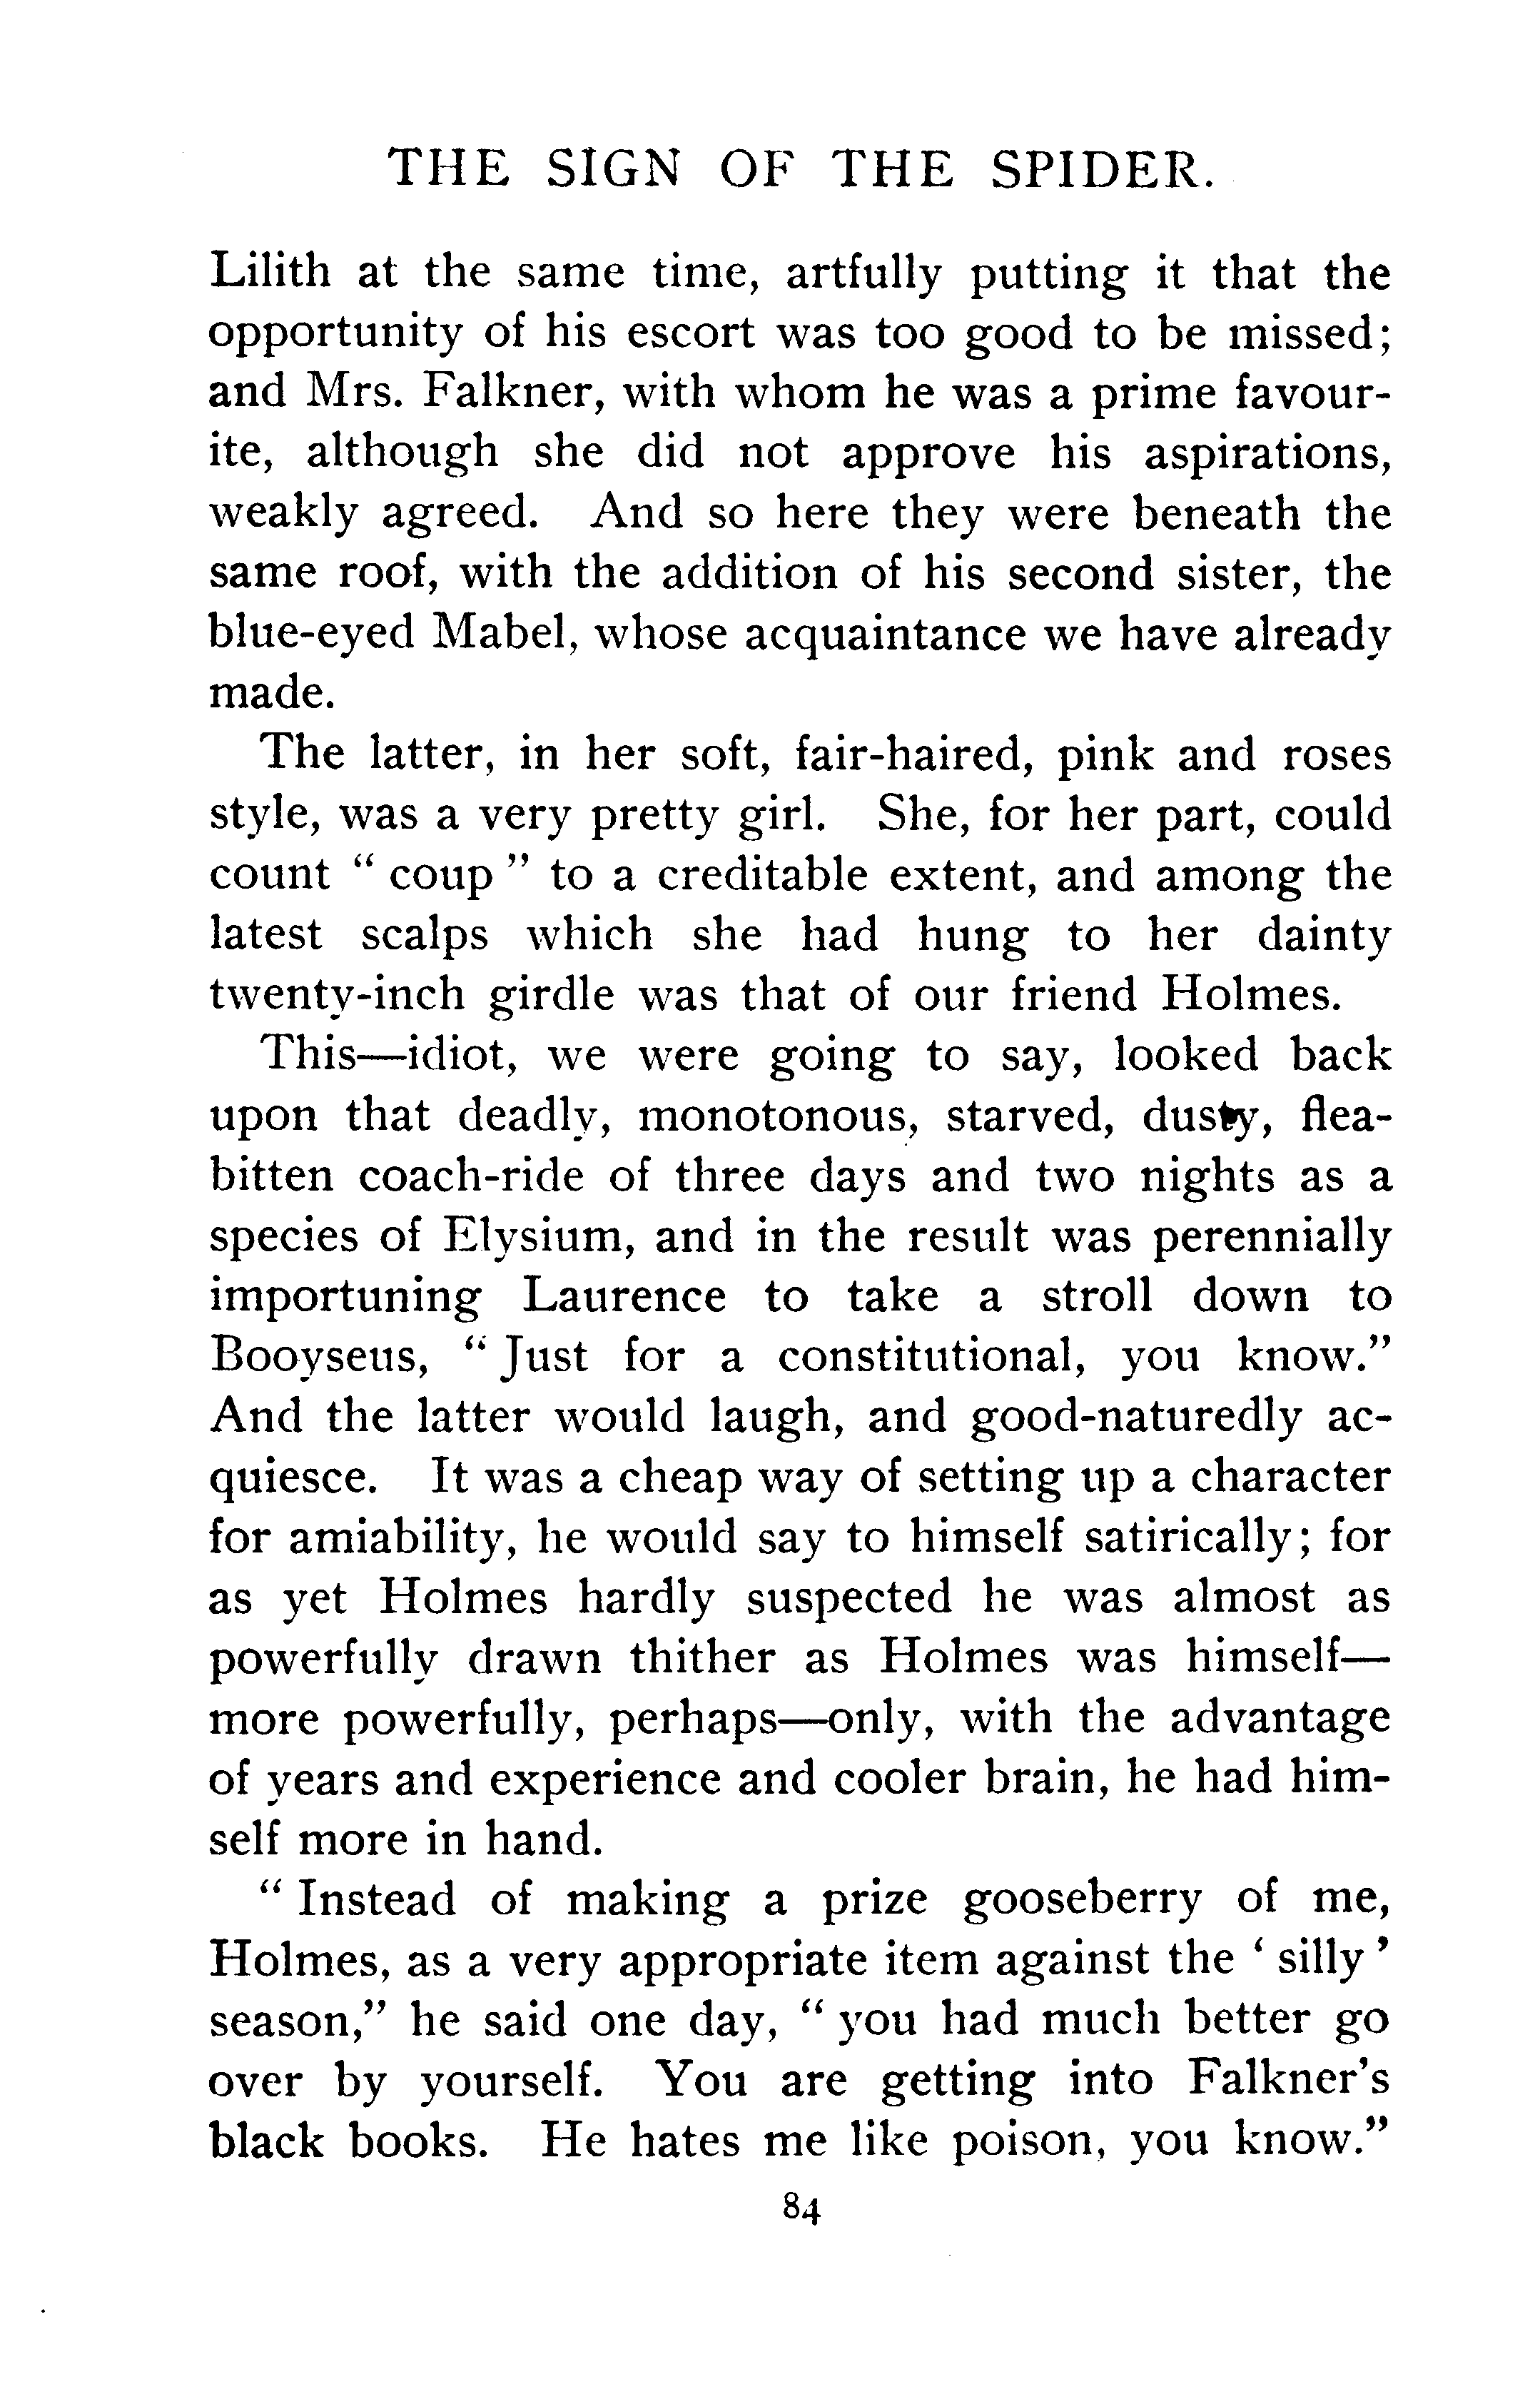 THE SIGN OF THE SPIDER.
Lilith at the same time, artfully putting it that the
opportunity of his escort was too good to be missed;
and Mrs. Falkner, with whom he was a prime favour-
ite, although she did not approve his aspirations,
weakly agreed. And so here they were beneath the
same roof, with the addition of his second sister, the
blue-eyed Mabel, whose acquaintance we have already
made.
The latter, in her soft, fair-haired, pink and roses
style, was a very pretty girl. She, for her part, could
count “ coup ” to a creditable extent, and among the
latest scalps which she had hung to her dainty
twenty-inch girdle was that of our friend Holmes.
This—idiot, we were going to say, looked back
upon that deadly, monotonous, starved, dusty, flea-
bitten coach-ride of three days and two nights as a
species of Elysium, and in the result was perennially
importuning Laurence to take a stroll down to
Booyseus, “ Just for a constitutional, you know.”
And the latter would laugh, and good-naturedly ac-
quiesce. It was a cheap way of setting up a character
for amiability, he would say to himself satirically; for
as yet Holmes hardly suspected he was almost as
powerfully drawn thither as Holmes was himself—
more powerfully, perhaps—only, with the advantage
of years and experience and cooler brain, he had him-
self more in hand.
“ Instead of making a prize gooseberry of me,
Holmes, as a very appropriate item against the ‘ silly ’
season,” he said one day, “ you had much better go
over by yourself. You are getting into Falkner’s
black books. He hates me like poison, you know.”
84